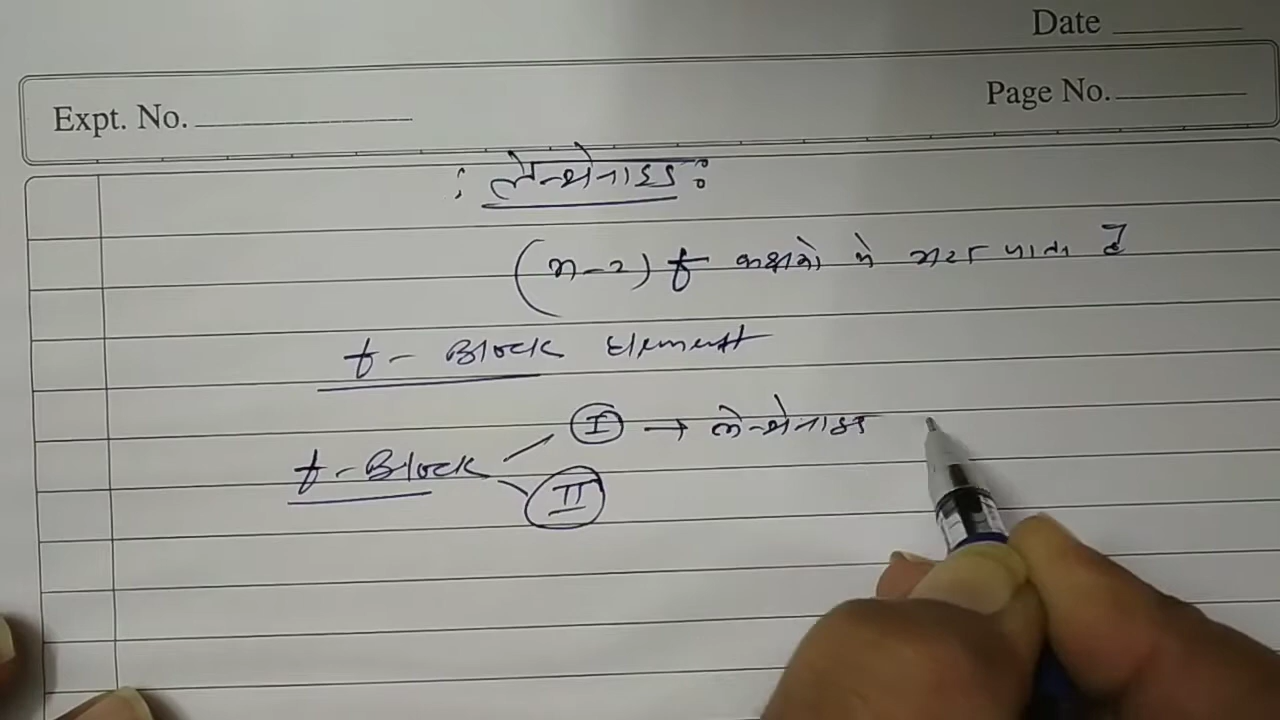 Date
Expt. No.
Page No.
: लैन्थेनाइड :
(n-2) f कक्षकों में भरा जाता है
f - Block Element
f - Block
I → लैन्थेनाइड
II